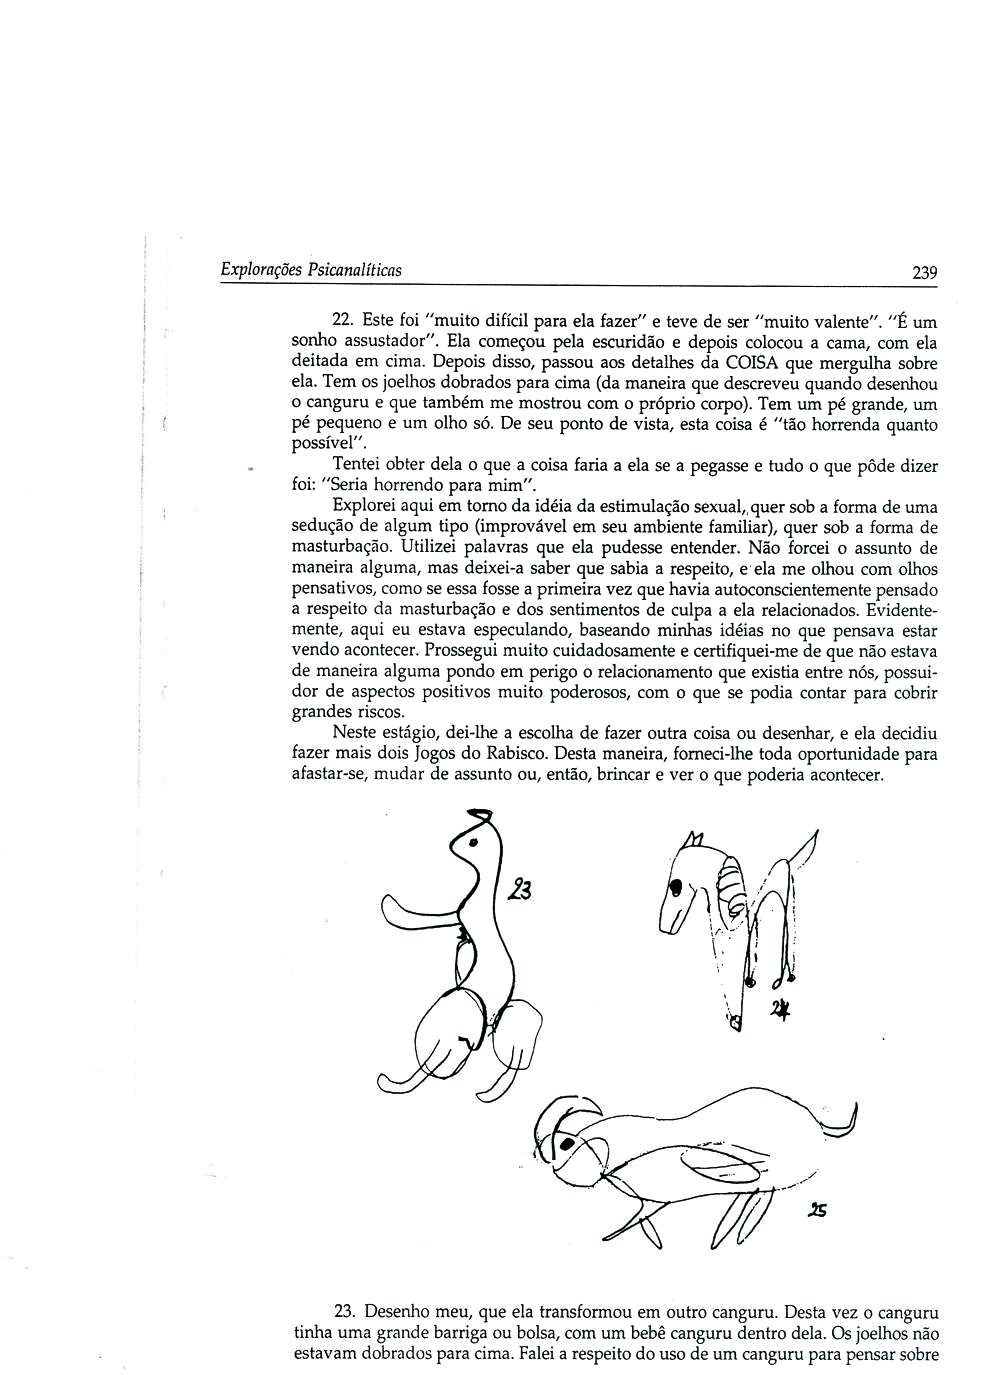 Explorações Psicanalíticas 239
22. Este foi "muito difícil para ela fazer" e teve de ser "muito valente". "É um
sonho assustador". Ela começou pela escuridão e depois colocou a cama, com ela
deitada em cima. Depois disso, passou aos detalhes da COISA que mergulha sobre
ela. Tem os joelhos dobrados para cima (da maneira que descreveu quando desenhou
o canguru e que também me mostrou com o próprio corpo). Tem um pé grande, um
pé pequeno e um olho só. De seu ponto de vista, esta coisa é "tão horrenda quanto
possível".
Tentei obter dela o que a coisa faria a ela se a pegasse e tudo o que pôde dizer
foi: "Seria horrendo para mim".
Explorei aqui em torno da idéia da estimulação sexual, quer sob a forma de uma
sedução de algum tipo (improvável em seu ambiente familiar), quer sob a forma de
masturbação. Utilizei palavras que ela pudesse entender. Não forcei o assunto de
maneira alguma, mas deixei-a saber que sabia a respeito, e ela me olhou com olhos
pensativos, como se essa fosse a primeira vez que havia autoconscientemente pensado
a respeito da masturbação e dos sentimentos de culpa a ela relacionados. Evidente-
mente, aqui eu estava especulando, baseando minhas idéias no que pensava estar
vendo acontecer. Prossegui muito cuidadosamente e certifiquei-me de que não estava
de maneira alguma pondo em perigo o relacionamento que existia entre nós, possui-
dor de aspectos positivos muito poderosos, com o que se podia contar para cobrir
grandes riscos.
Neste estágio, dei-lhe a escolha de fazer outra coisa ou desenhar, e ela decidiu
fazer mais dois Jogos do Rabisco. Desta maneira, forneci-lhe toda oportunidade para
afastar-se, mudar de assunto ou, então, brincar e ver o que poderia acontecer.
23
24
25
23. Desenho meu, que ela transformou em outro canguru. Desta vez o canguru
tinha uma grande barriga ou bolsa, com um bebê canguru dentro dela. Os joelhos não
estavam dobrados para cima. Falei a respeito do uso de um canguru para pensar sobre